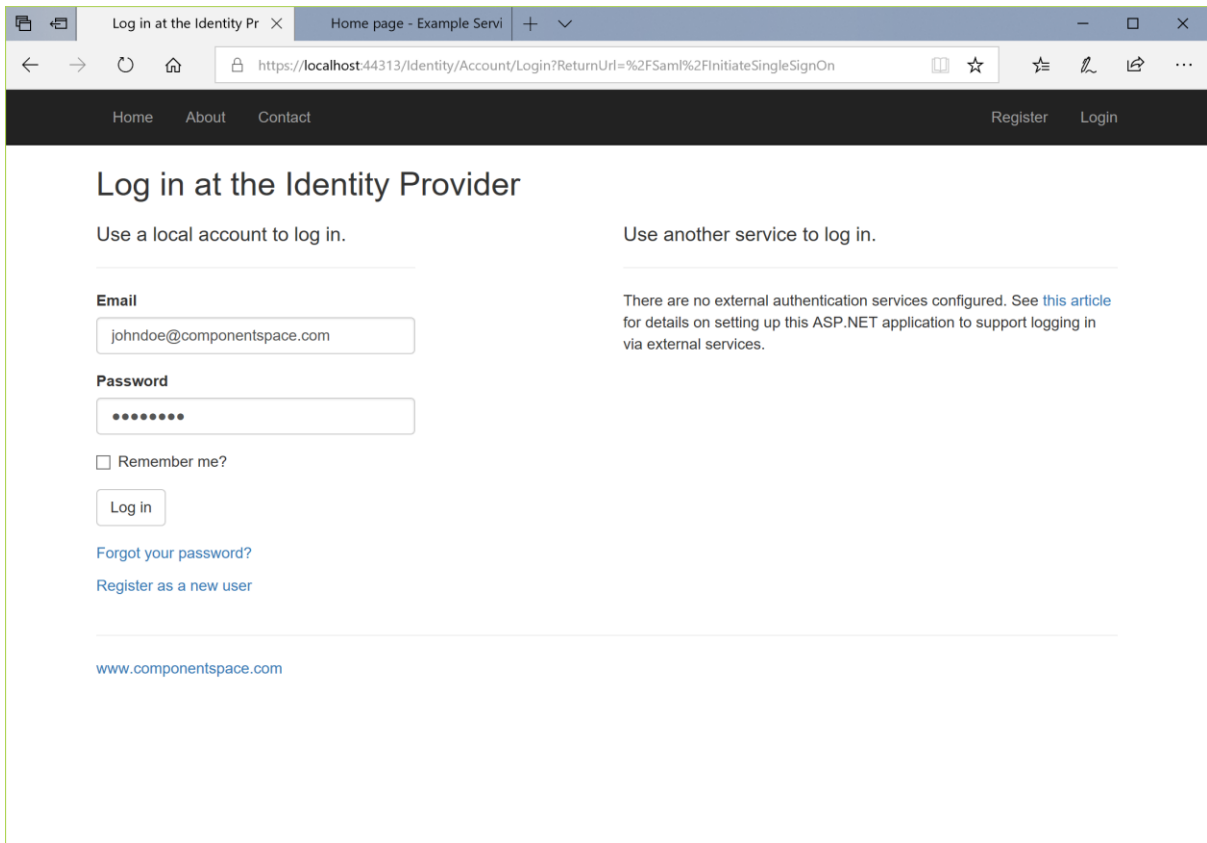 Log in at the Identity Pr
Home page - Example Servi
https://localhost:44313/Identity/Account/Login?ReturnUrl=%2FSaml%2FInitiateSingleSignOn
Home About Contact Register Login
Log in at the Identity Provider
Use a local account to log in.
Use another service to log in.
Email
johndoe@componentspace.com
Password
••••••••
Remember me?
Log in
Forgot your password?
Register as a new user
There are no external authentication services configured. See this article
for details on setting up this ASP.NET application to support logging in
via external services.
www.componentspace.com